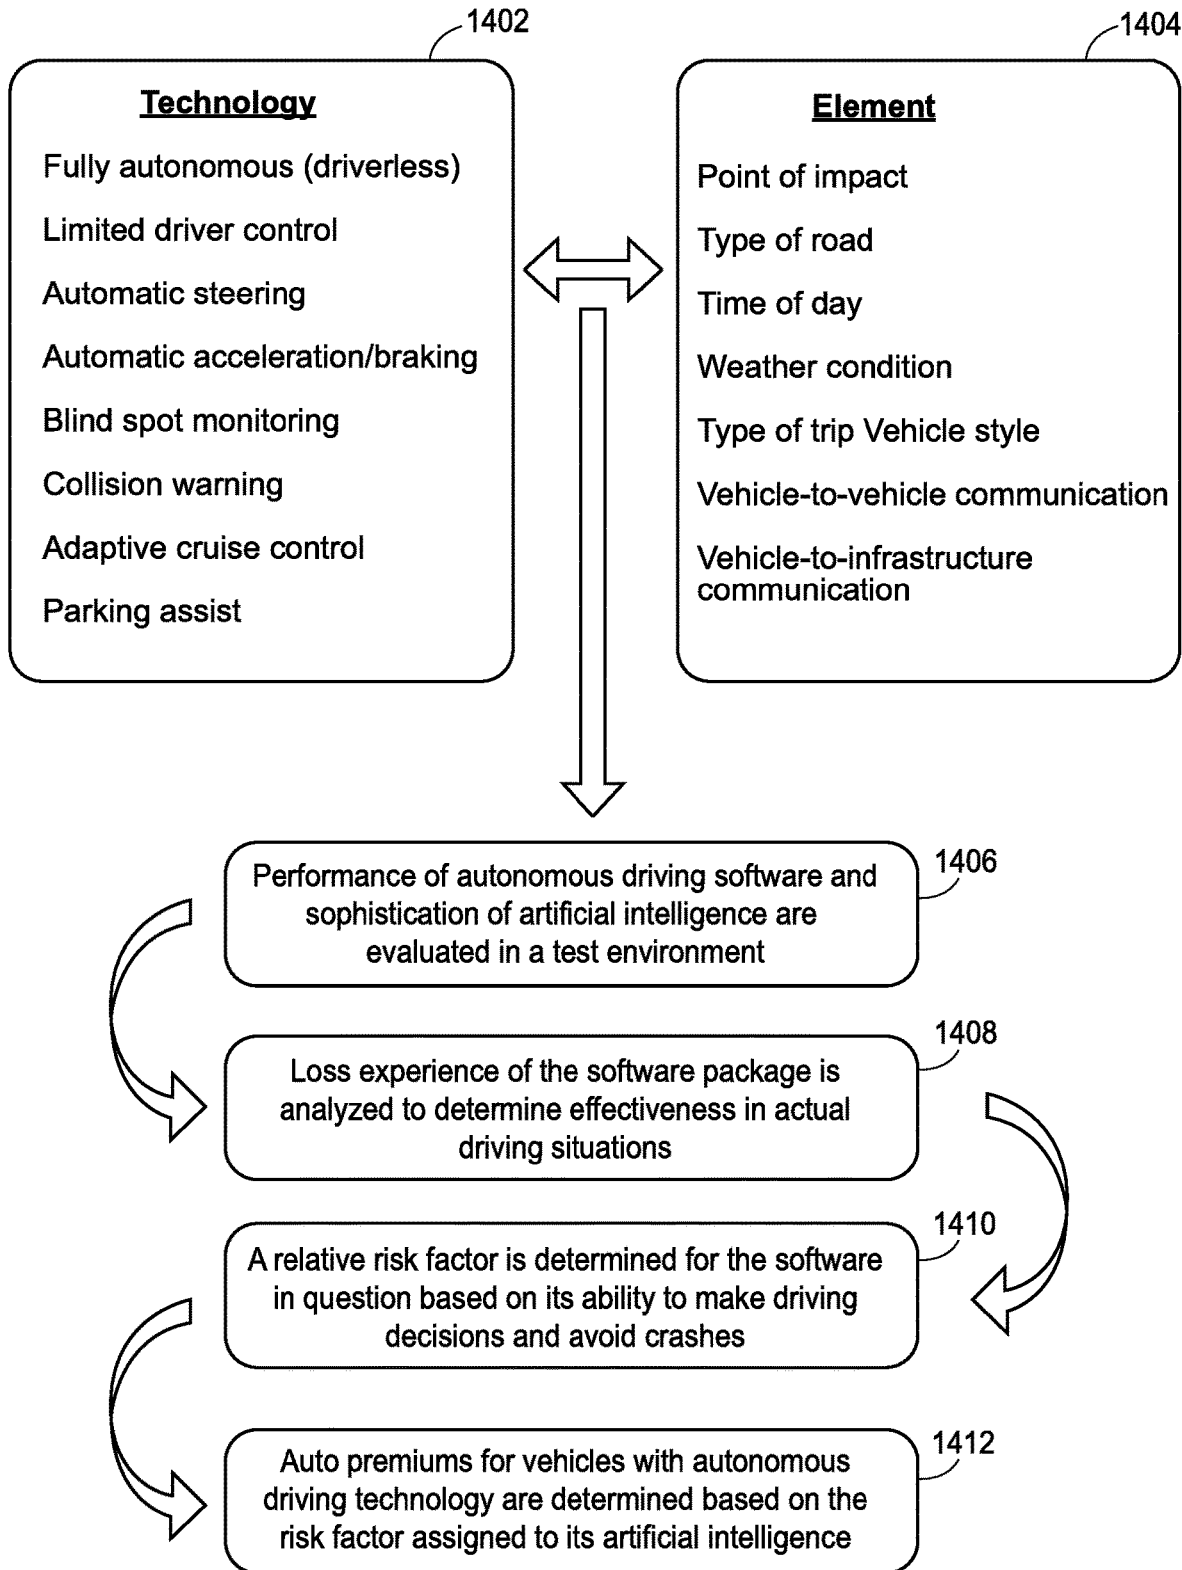 1402
Technology
Fully autonomous (driverless)
Limited driver control
Automatic steering
Automatic acceleration/braking
Blind spot monitoring
Collision warning
Adaptive cruise control
Parking assist
1404
Element
Point of impact
Type of road
Time of day
Weather condition
Type of trip Vehicle style
Vehicle-to-vehicle communication
Vehicle-to-infrastructure
communication
1406
Performance of autonomous driving software and
sophistication of artificial intelligence are
evaluated in a test environment
1408
Loss experience of the software package is
analyzed to determine effectiveness in actual
driving situations
1410
A relative risk factor is determined for the software
in question based on its ability to make driving
decisions and avoid crashes
1412
Auto premiums for vehicles with autonomous
driving technology are determined based on the
risk factor assigned to its artificial intelligence